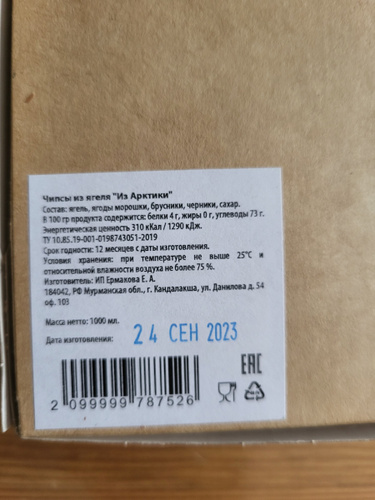 Чипсы из ягеля "Из Арктики"
Состав: ягель, ягоды морошки, брусники, черники, сахар.
В 100 гр продукта содержится: белки 4 г, жиры 0 г, углеводы 73 г.
Энергетическая ценность 310 кКал / 1290 кДж.
ТУ 10.85.19-001-0198743051-2019
Срок годности: 12 месяцев с даты изготовления.
Условия хранения: при температуре не выше 25°С и
относительной влажности воздуха не более 75 %.
Изготовитель: ИП Ермакова Е. А.
184042, РФ Мурманская обл., г. Кандалакша, ул. Данилова д. 54
оф. 103
Масса нетто: 1000 мл.
Дата изготовления: 24 СЕН 2023
ЕАС
2 099999 787526